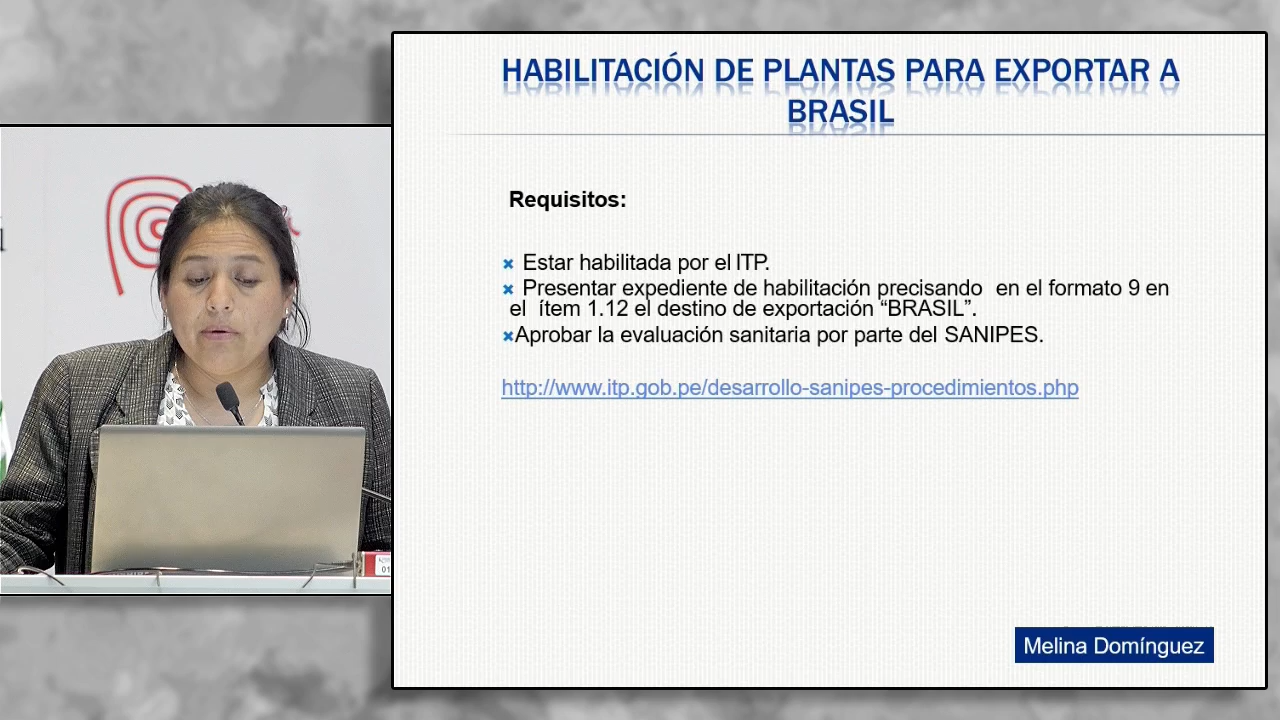 HABILITACIÓN DE PLANTAS PARA EXPORTAR A
BRASIL
Requisitos:
Estar habilitada por el ITP.
Presentar expediente de habilitación precisando en el formato 9 en
el ítem 1.12 el destino de exportación “BRASIL”.
Aprobar la evaluación sanitaria por parte del SANIPES.
http://www.itp.gob.pe/desarrollo-sanipes-procedimientos.php
Melina Domínguez